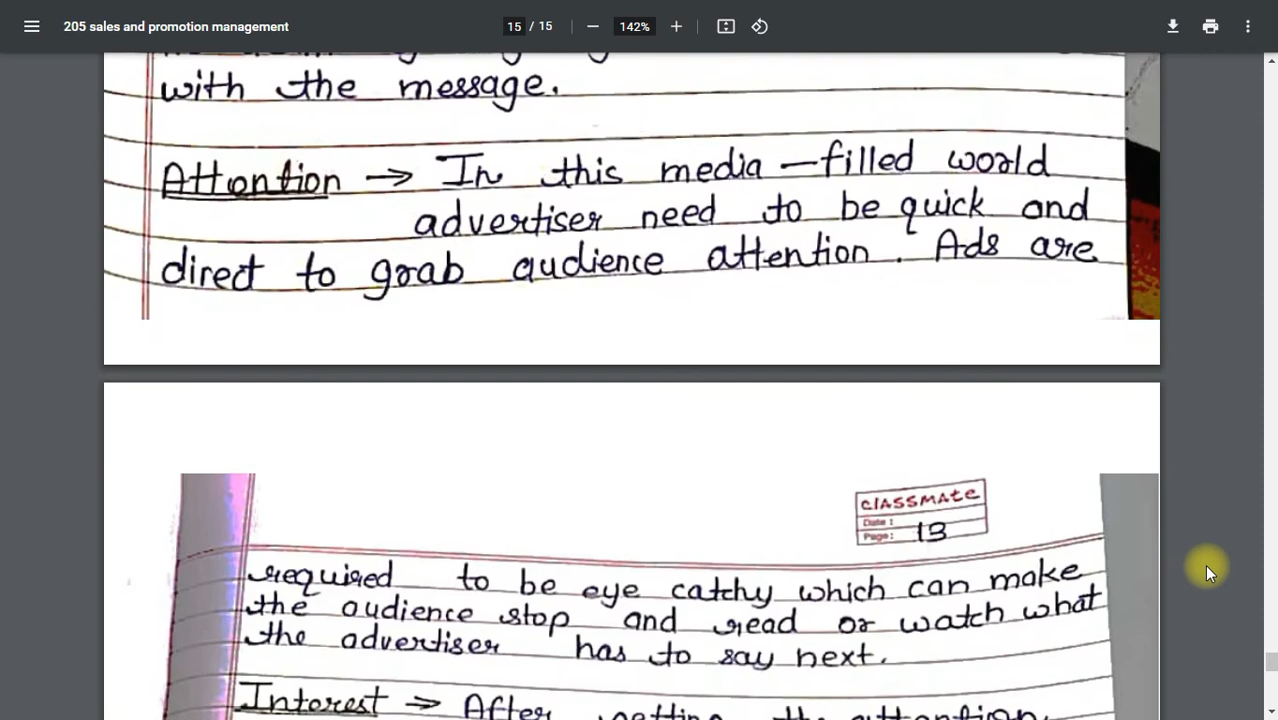 205 sales and promotion management
15 / 15
142%
with the message.
Attention → In this media -filled world
advertiser need to be quick and
direct to grab audience attention. Ads are
CLASSMATE
Date :
Page: 13
required to be eye catchy which can make
the audience stop and read or watch what
the advertiser has to say next.
Interest → After getting the attention